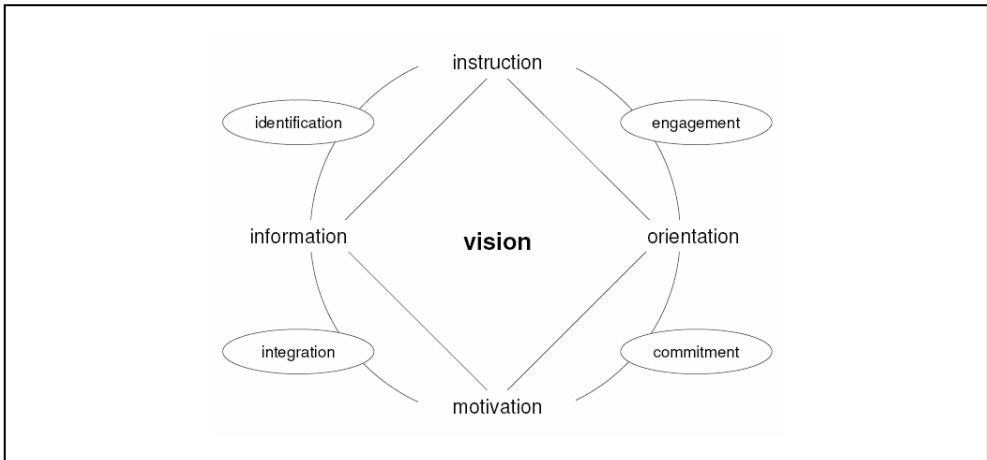 instruction
identification
engagement
information
vision
orientation
integration
commitment
motivation